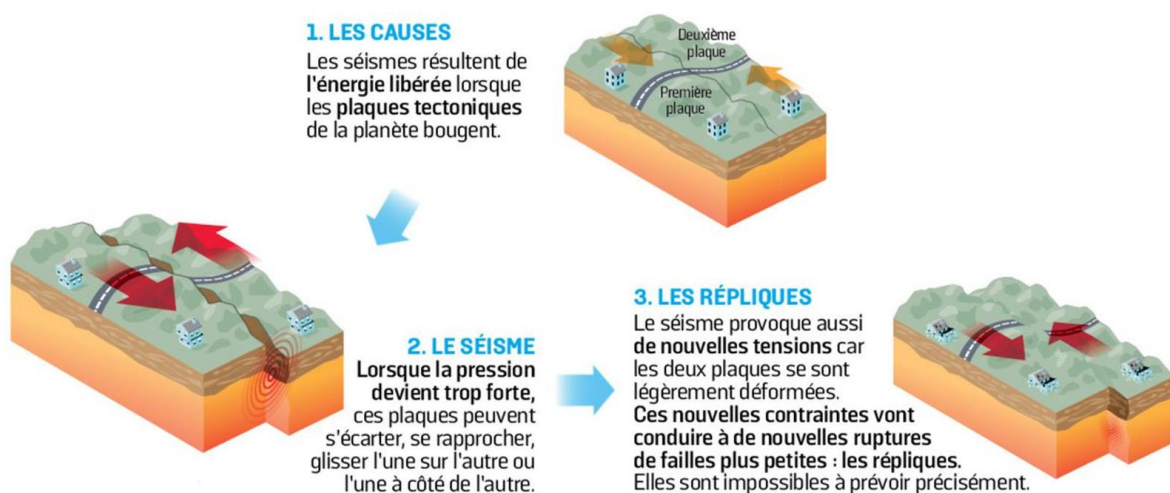 1. LES CAUSES
Les séismes résultent de
l'énergie libérée lorsque
les plaques tectoniques
de la planète bougent.
Deuxième
plaque
Première
plaque
2. LE SÉISME
Lorsque la pression
devient trop forte,
ces plaques peuvent
s'écarter, se rapprocher,
glisser l'une sur l'autre ou
l'une à côté de l'autre.
3. LES RÉPLIQUES
Le séisme provoque aussi
de nouvelles tensions car
les deux plaques se sont
légèrement déformées.
Ces nouvelles contraintes vont
conduire à de nouvelles ruptures
de failles plus petites : les répliques.
Elles sont impossibles à prévoir précisément.